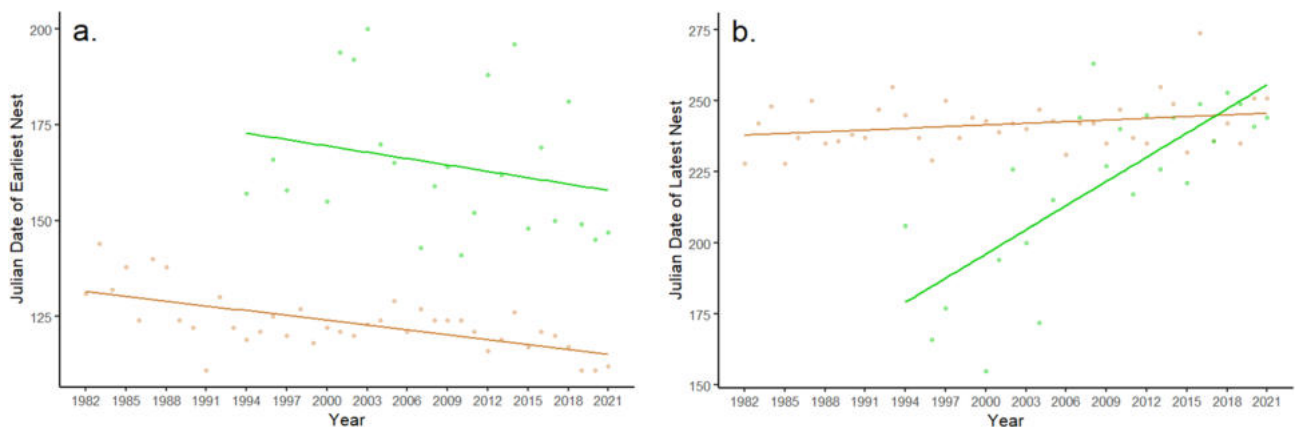 a.
Julian Date of Earliest Nest
200
175
150
125
1982 1985 1988 1991 1994 1997 2000 2003 2006 2009 2012 2015 2018 2021
Year
b.
Julian Date of Latest Nest
275
250
225
200
175
150
1982 1985 1988 1991 1994 1997 2000 2003 2006 2009 2012 2015 2018 2021
Year